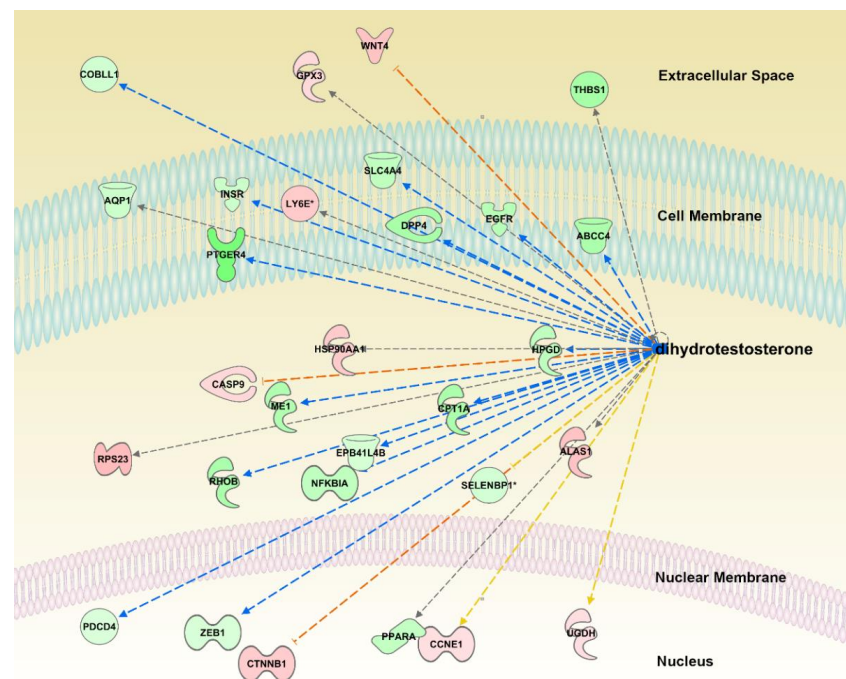 WNT4
COBLL1
GPX3
Extracellular Space
THBS1
SLC4A4
INSR
AQP1
LY6E*
Cell Membrane
DPP4
EGFR
ABCC4
PTGER4
HSP90AA1
HPGD
dihydrotestosterone
CASP9
ME1
CPT1A
EPB41L4B
ALAS1
RPS23
RHOB
NFKBIA
SELENBP1*
Nuclear Membrane
PDCD4
ZEB1
PPARA
CCNE1
UGDH
CTNNB1
Nucleus